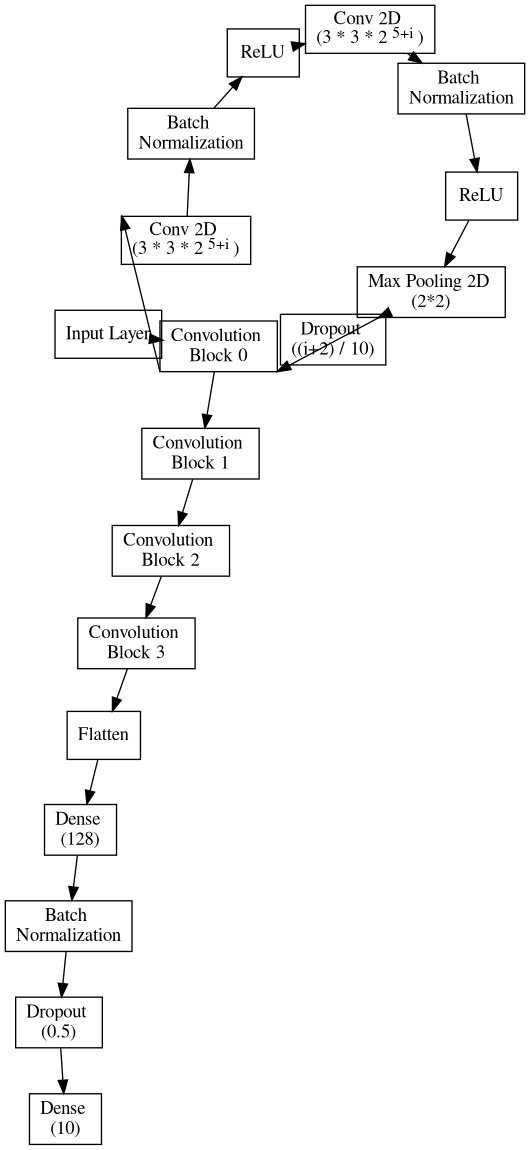 Conv 2D
(3 * 3 * 2 5+i )
ReLU
Batch
Normalization
Batch
Normalization
ReLU
Conv 2D
(3 * 3 * 2 5+i )
Max Pooling 2D
(2*2)
Input Layer
Convolution
Block 0
Dropout
((i+2) / 10)
Convolution
Block 1
Convolution
Block 2
Convolution
Block 3
Flatten
Dense
(128)
Batch
Normalization
Dropout
(0.5)
Dense
(10)